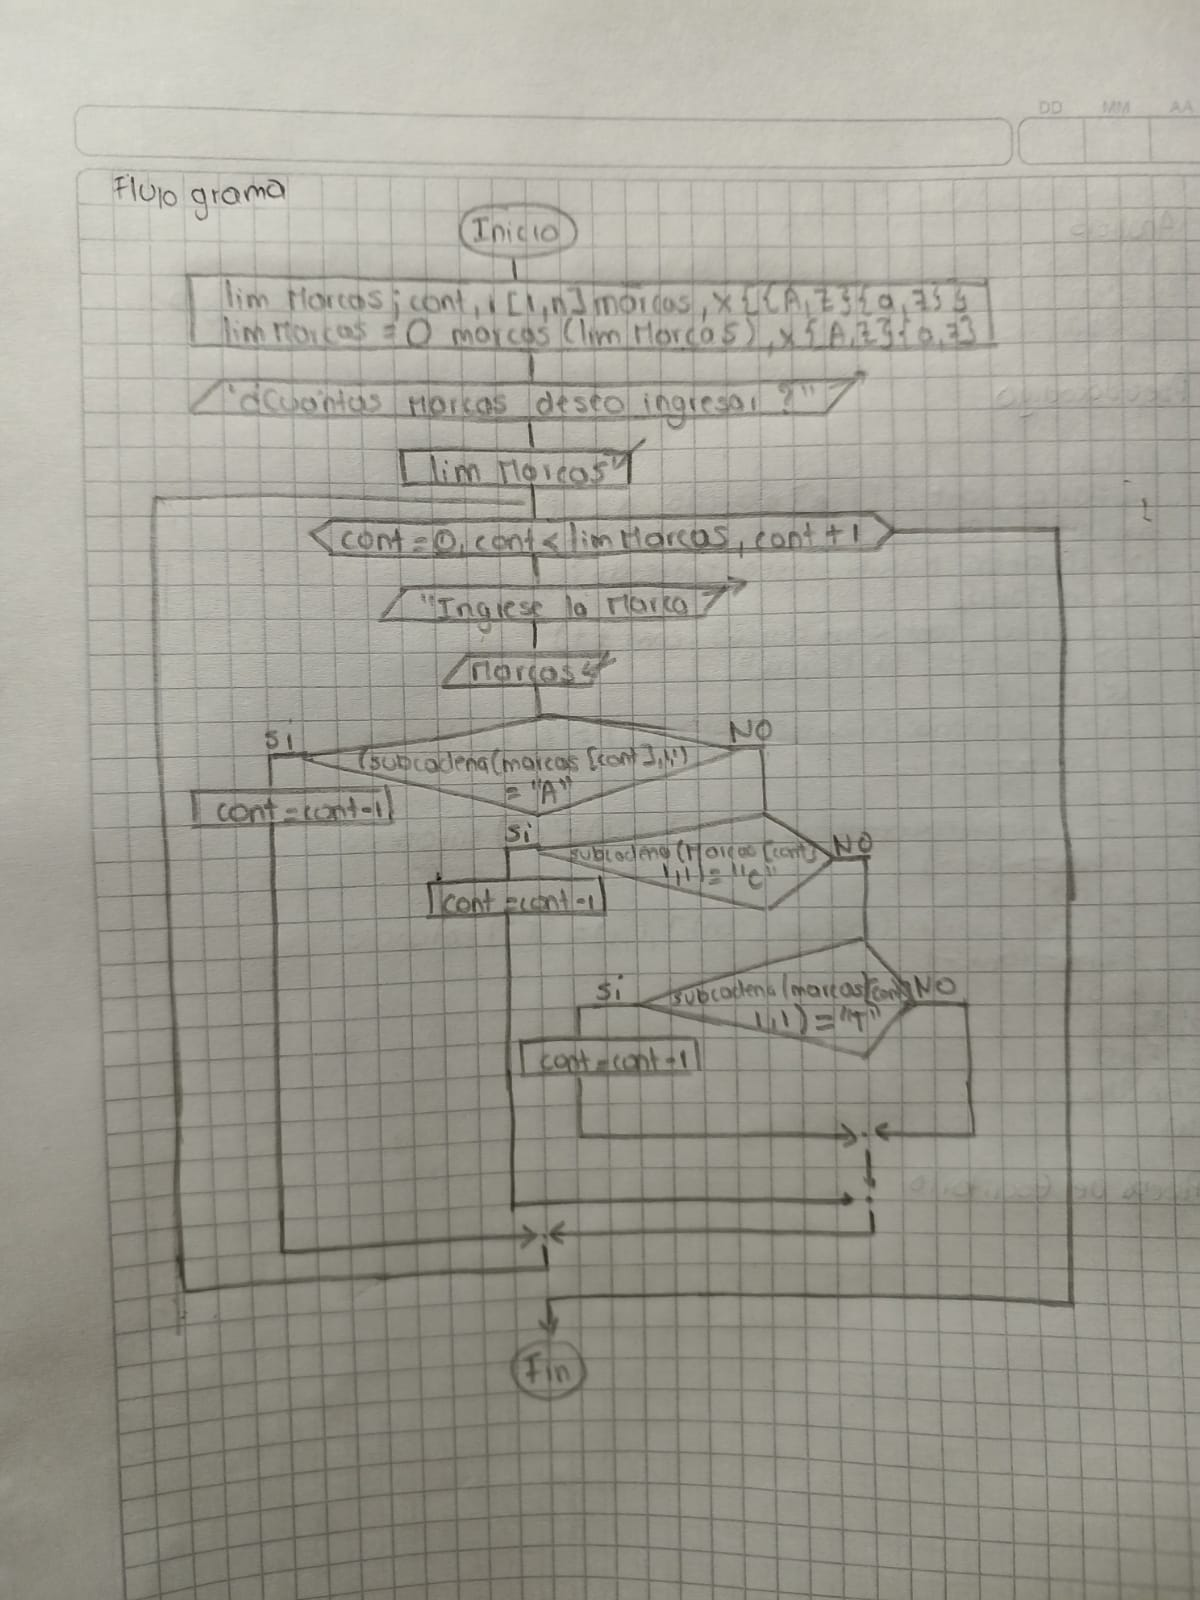 DD MM AA
Flujo grama
Inicio
lim Marcas; cont, i [1,n] marcas, x{{A,Z}{a,z}}
lim Marcas = 0 marcas (lim Marcas), x{A,Z}{a,z}
"¿Cuantas Marcas deseo ingresar?"
lim Marcas
cont = 0, cont < lim Marcas, cont + 1
"Ingrese la Marca
Marcas
Si
NO
(subcadena(marcas [cont],1,1)
= "A"
cont = cont - 1
Si
NO
subcadena (Marcas [cont]
1,1) = "C"
cont = cont - 1
Si
NO
subcadena (marcas [cont]
1,1) = "T"
cont = cont - 1
Fin